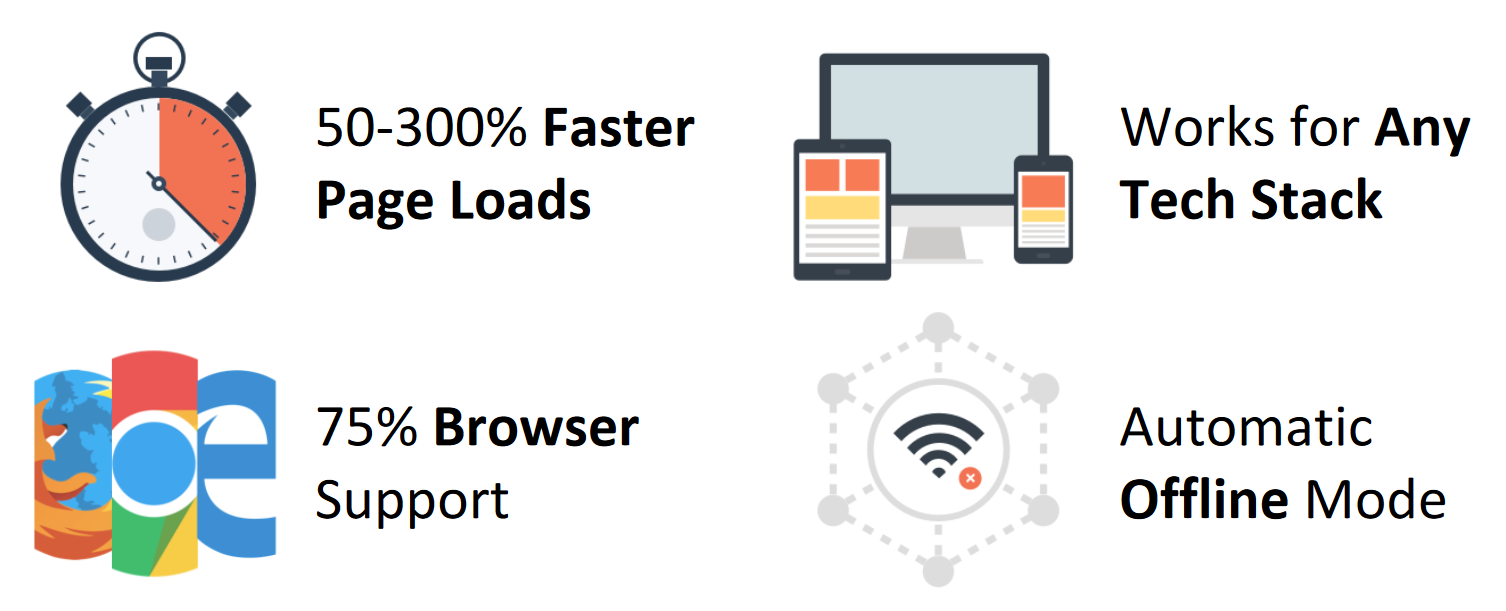 50-300% Faster
Page Loads
Works for Any
Tech Stack
75% Browser
Support
Automatic
Offline Mode